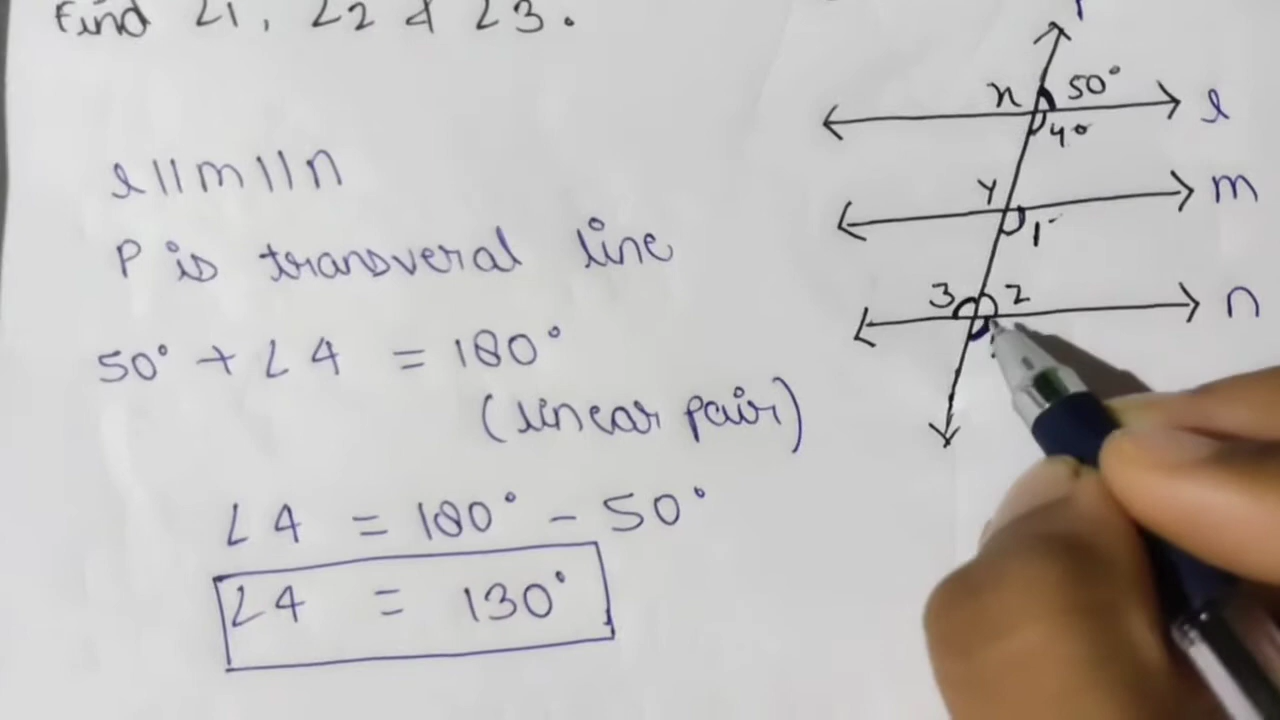 Find ∠1, ∠2 & ∠3.
l || m || n
P is transveral line
50° + ∠4 = 180°
(linear pair)
∠4 = 180° - 50°
∠4 = 130°
x 50°
l
4
y
m
1
3 2
n